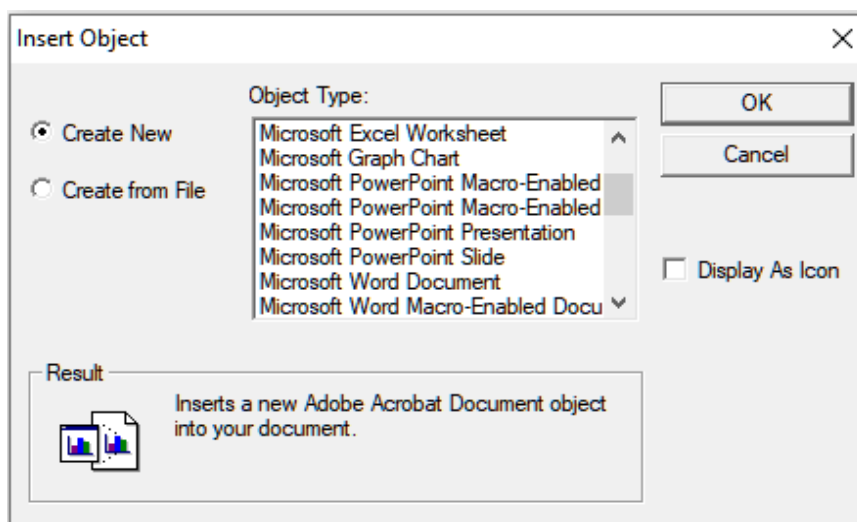 Insert Object
Object Type:
Create New
Create from File
Microsoft Excel Worksheet
Microsoft Graph Chart
Microsoft PowerPoint Macro-Enabled
Microsoft PowerPoint Macro-Enabled
Microsoft PowerPoint Presentation
Microsoft PowerPoint Slide
Microsoft Word Document
Microsoft Word Macro-Enabled Docu
OK
Cancel
Display As Icon
Result
Inserts a new Adobe Acrobat Document object
into your document.